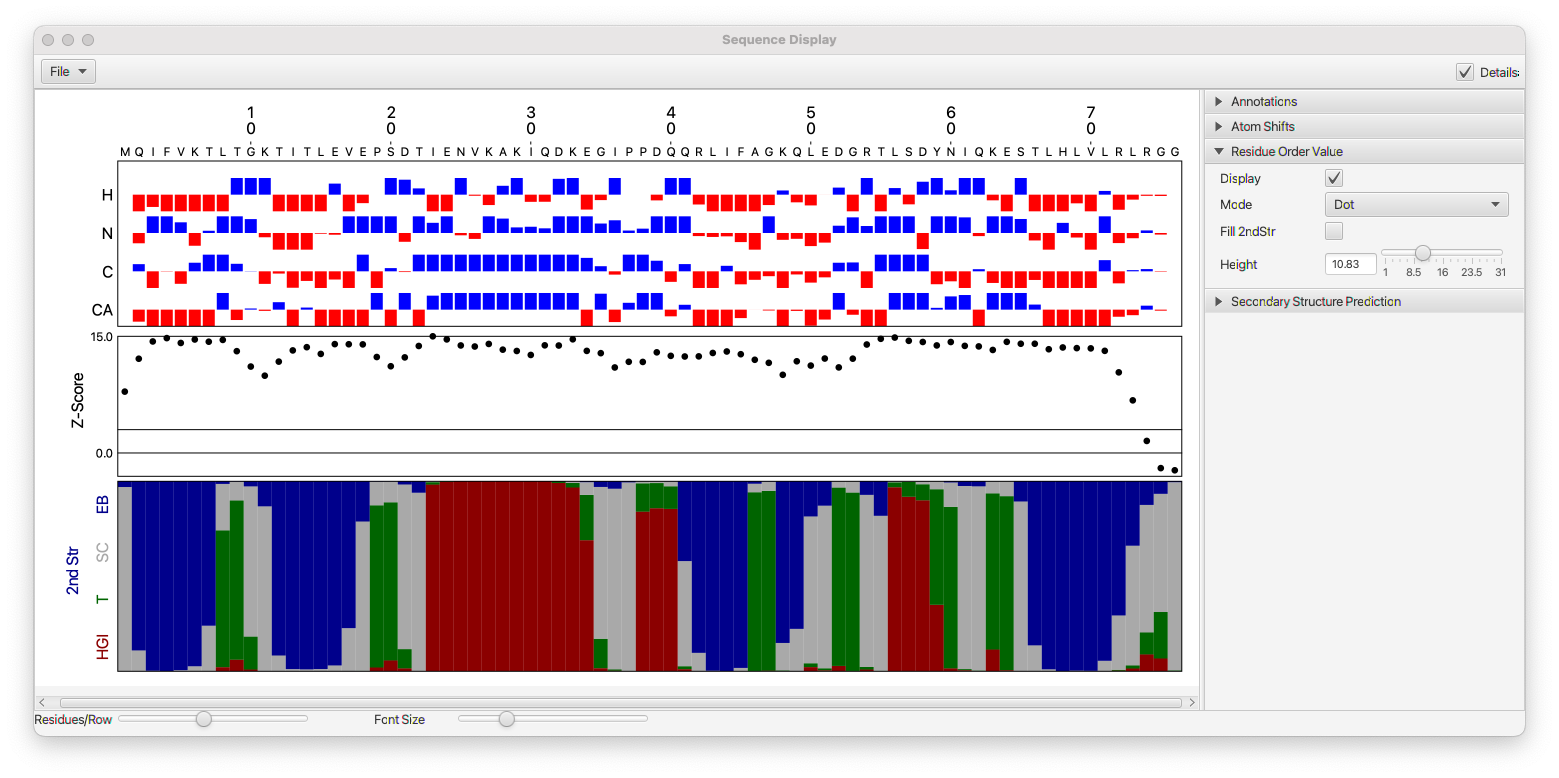 Sequence Display
File
Details
1 2 3 4 5 6 7
0 0 0 0 0 0 0
M Q I F V K T L T G K T I T L E V E P S D T I E N V K A K I Q D K E G I P P D Q Q R L I F A G K Q L E D G R T L S D Y N I Q K E S T L H L V L R L R G G
H
N
C
CA
15.0
Z-Score
0.0
2nd Str
EB
SC
T
HGI
Annotations
Atom Shifts
Residue Order Value
Display
Mode Dot
Fill 2ndStr
Height 10.83
1 8.5 16 23.5 31
Secondary Structure Prediction
Residues/Row
Font Size